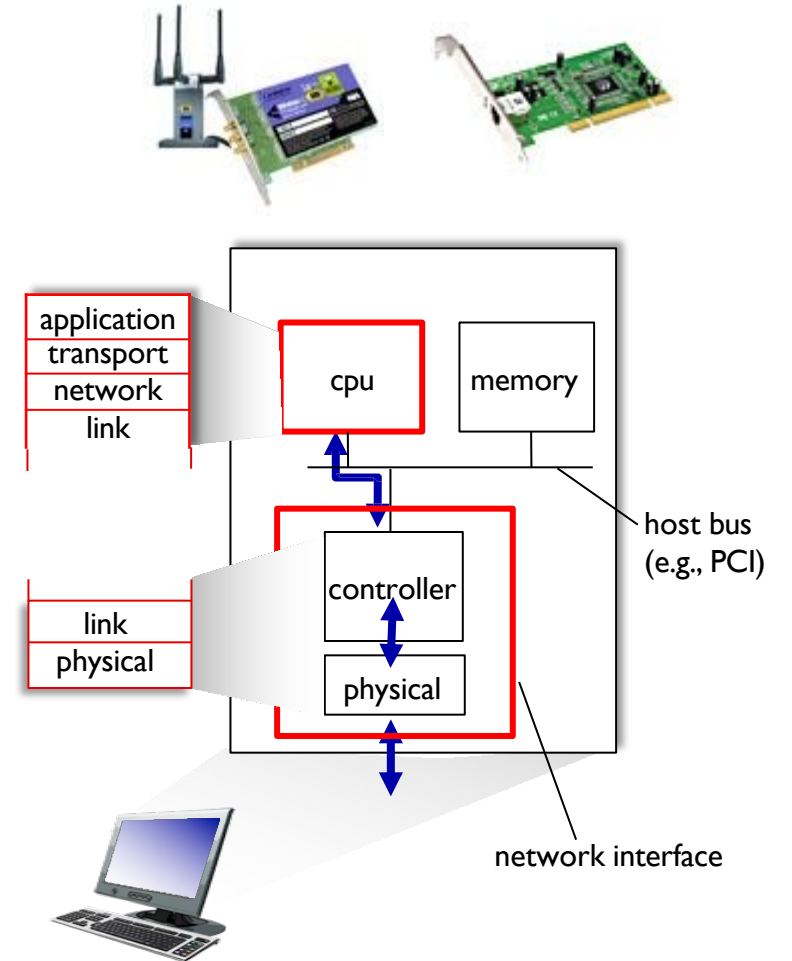 application
transport
network
link
cpu
memory
host bus
(e.g., PCI)
controller
link
physical
physical
network interface